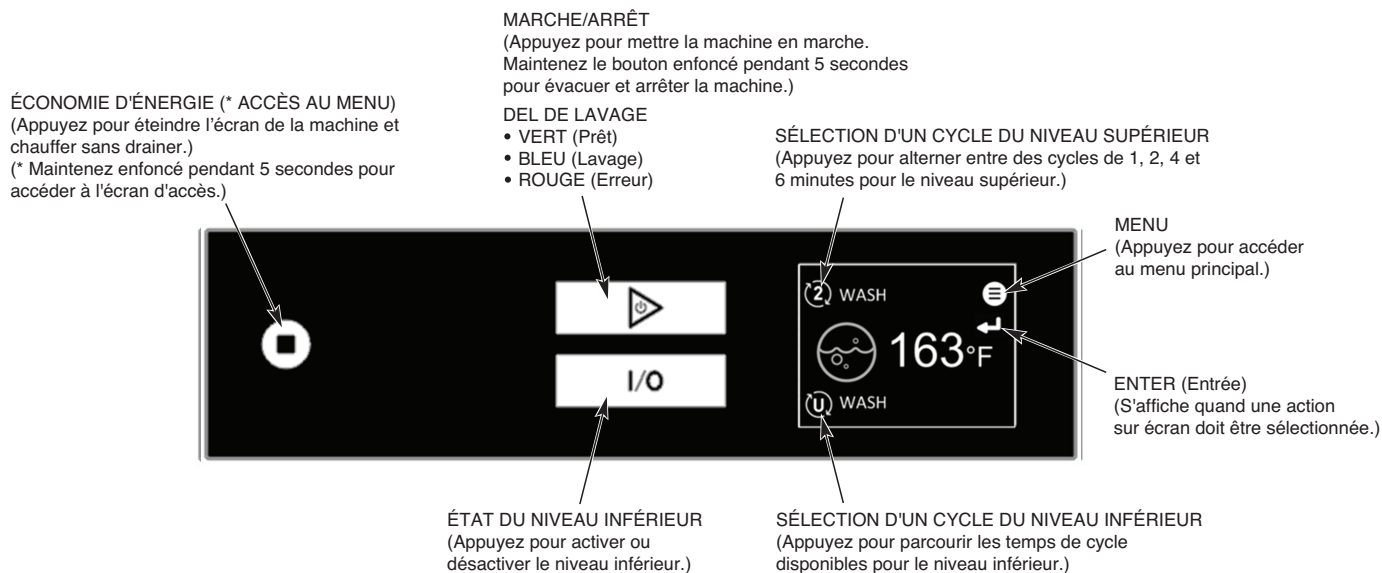 MARCHE/ARRÊT
(Appuyez pour mettre la machine en marche.
Maintenez le bouton enfoncé pendant 5 secondes
pour évacuer et arrêter la machine.)
ÉCONOMIE D'ÉNERGIE (* ACCÈS AU MENU)
(Appuyez pour éteindre l’écran de la machine et
chauffer sans drainer.)
(* Maintenez enfoncé pendant 5 secondes pour
accéder à l'écran d'accès.)
DEL DE LAVAGE
• VERT (Prêt)
• BLEU (Lavage)
• ROUGE (Erreur)
SÉLECTION D'UN CYCLE DU NIVEAU SUPÉRIEUR
(Appuyez pour alterner entre des cycles de 1, 2, 4 et
6 minutes pour le niveau supérieur.)
MENU
(Appuyez pour accéder
au menu principal.)
2 WASH
163°F
I/O
U WASH
ENTER (Entrée)
(S'affiche quand une action
sur écran doit être sélectionnée.)
ÉTAT DU NIVEAU INFÉRIEUR
(Appuyez pour activer ou
désactiver le niveau inférieur.)
SÉLECTION D'UN CYCLE DU NIVEAU INFÉRIEUR
(Appuyez pour parcourir les temps de cycle
disponibles pour le niveau inférieur.)